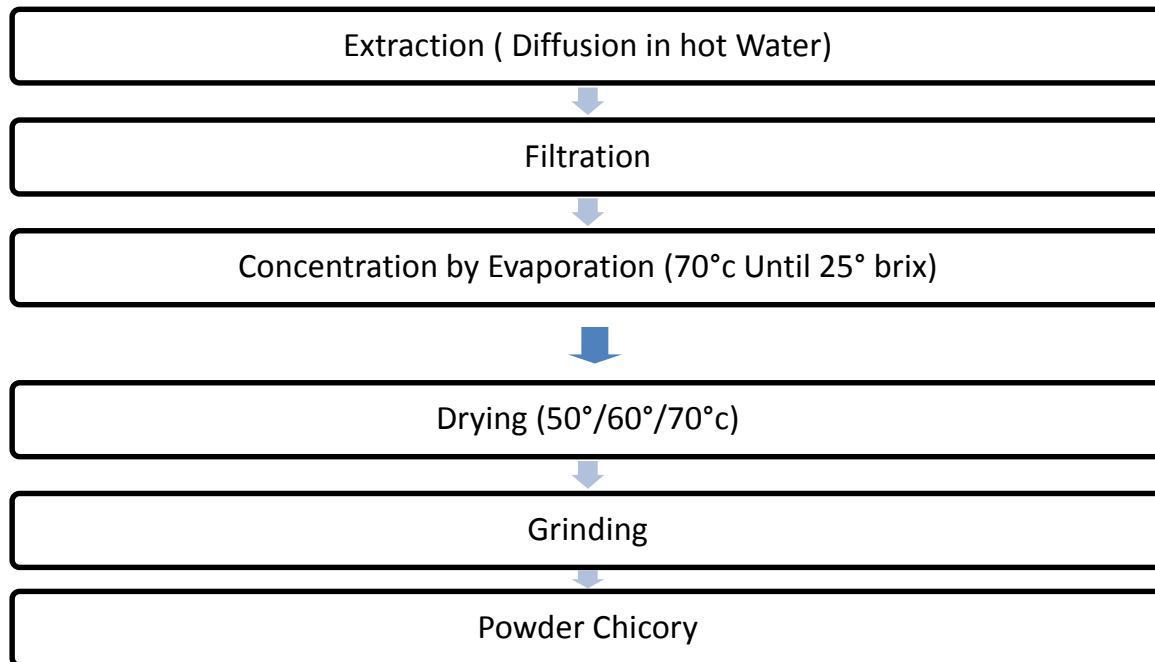 Extraction ( Diffusion in hot Water)
Filtration
Concentration by Evaporation (70°c Until 25° brix)
Drying (50°/60°/70°c)
Grinding
Powder Chicory